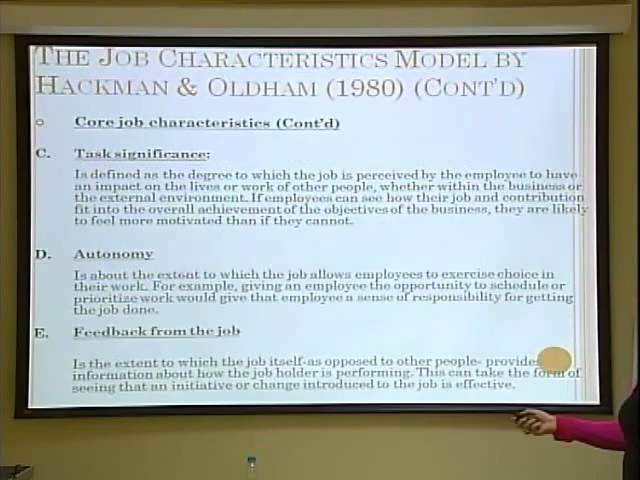 THE JOB CHARACTERISTICS MODEL BY
HACKMAN & OLDHAM (1980) (CONT'D)
o Core job characteristics (Cont'd)
C. Task significance:
Is defined as the degree to which the job is perceived by the employee to have
an impact on the lives or work of other people, whether within the business or
the external environment. If employees can see how their job and contribution
fit into the overall achievement of the objectives of the business, they are likely
to feel more motivated than if they cannot.
D. Autonomy
Is about the extent to which the job allows employees to exercise choice in
their work. For example, giving an employee the opportunity to schedule or
prioritize work would give that employee a sense of responsibility for getting
the job done.
E. Feedback from the job
Is the extent to which the job itself-as opposed to other people- provides
information about how the job holder is performing. This can take the form of
seeing that an initiative or change introduced to the job is effective.